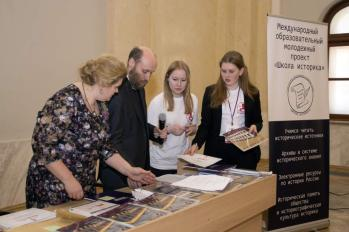 Международный
образовательный
молодежный
проект
«Школа историка»
Учимся читать
исторические источники
Архивы в системе
исторического знания
Электронные ресурсы
по истории России
Историческая память
общества
и историографическая
культура историка